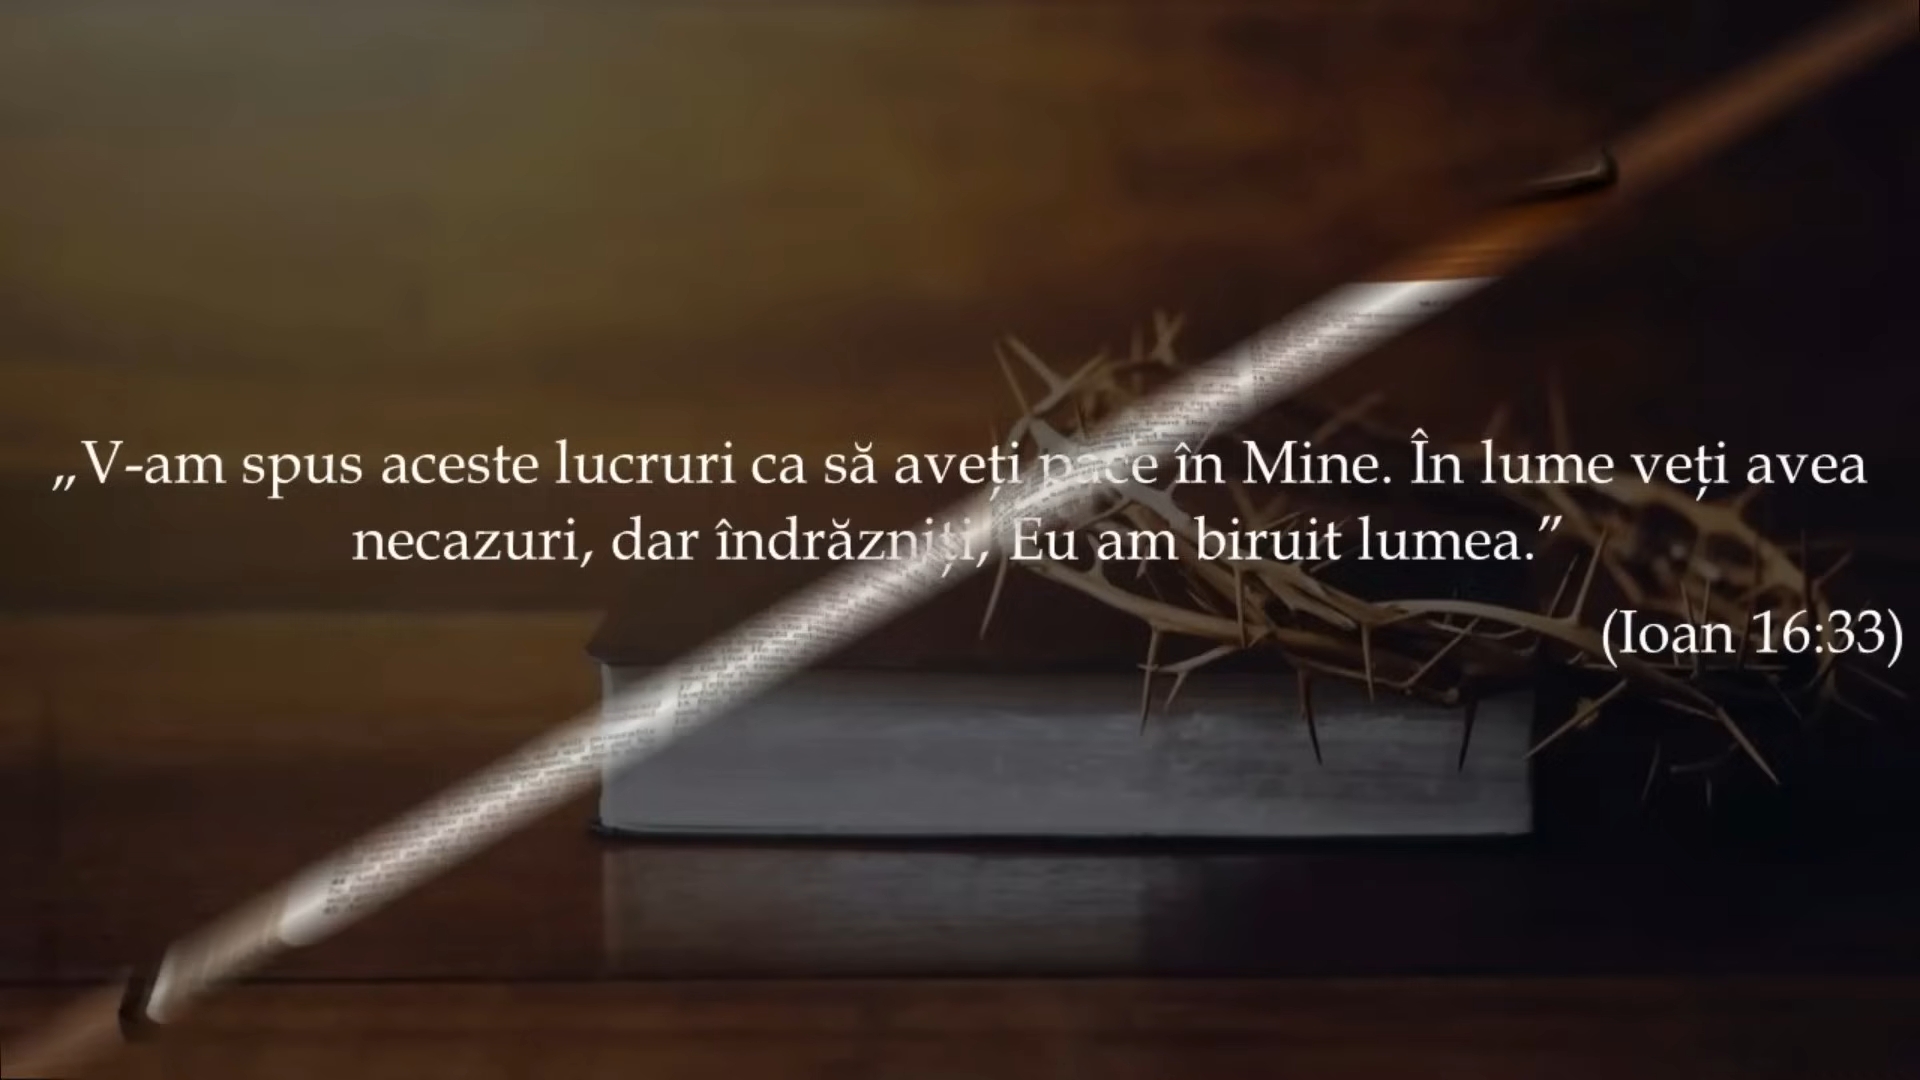 „V-am spus aceste lucruri ca să aveți pace în Mine. În lume veți avea
necazuri, dar îndrăzniți, Eu am biruit lumea.”
(Ioan 16:33)